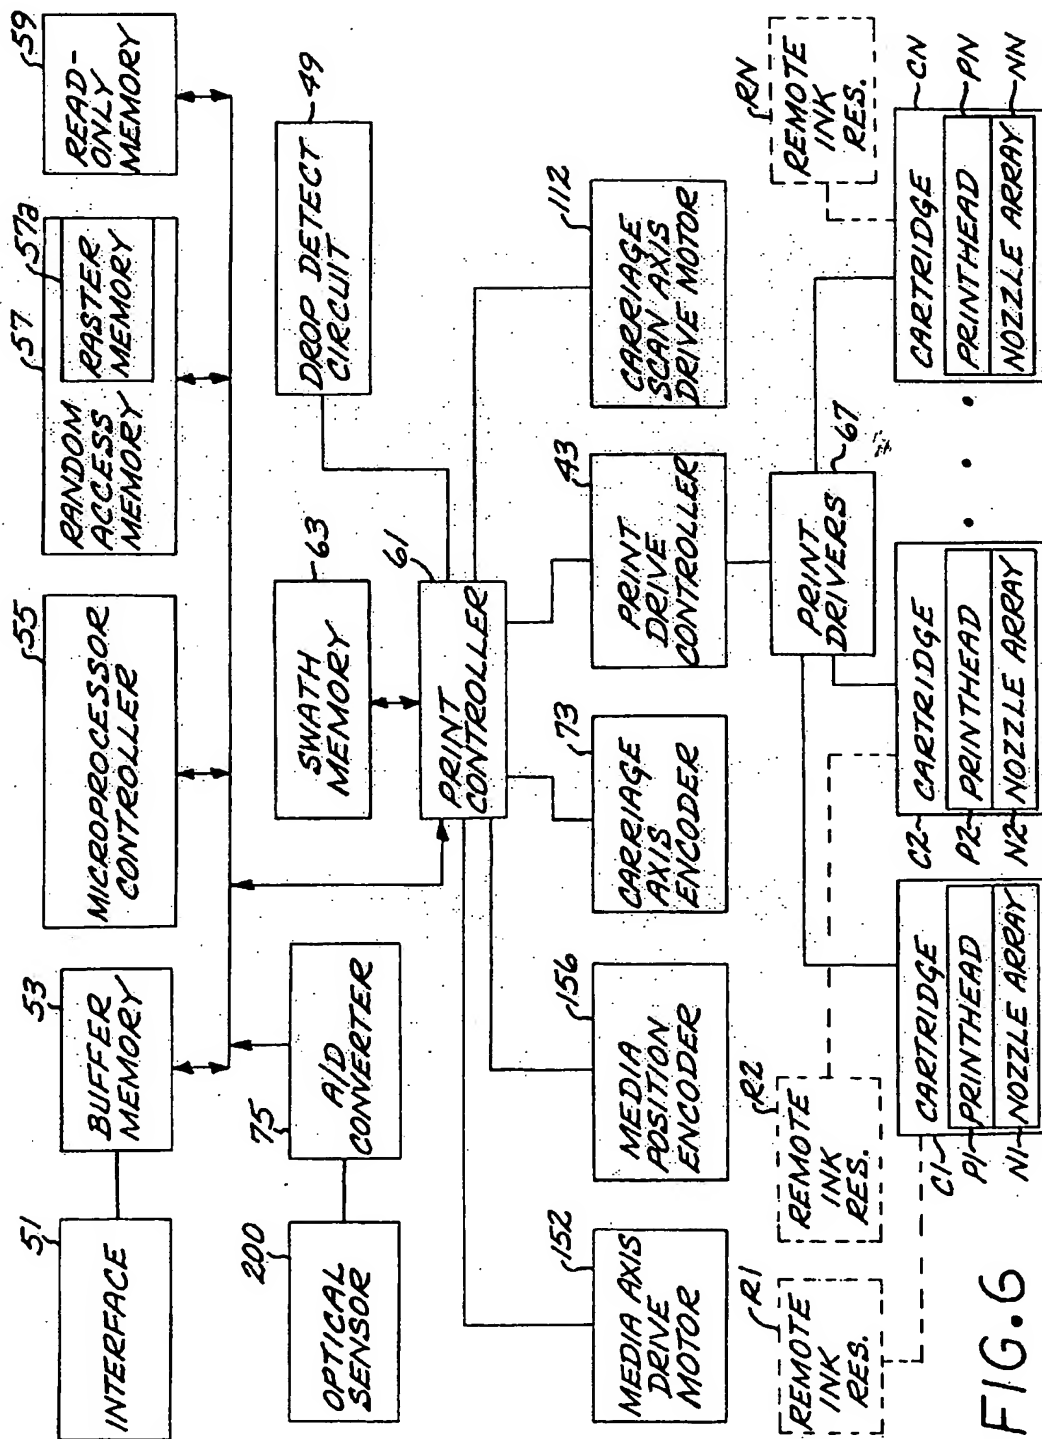 51
INTERFACE
53
BUFFER
MEMORY
55
MICROPROCESSOR
CONTROLLER
57
RANDOM
ACCESS
MEMORY
57a
RASTER
MEMORY
59
READ-
ONLY
MEMORY
200
OPTICAL
SENSOR
75
A/D
CONVERTER
63
SWATH
MEMORY
61
PRINT
CONTROLLER
49
DROP DETECT
CIRCUIT
152
MEDIA AXIS
DRIVE
MOTOR
156
MEDIA
POSITION
ENCODER
73
CARRIAGE
AXIS
ENCODER
43
PRINT
DRIVE
CONTROLLER
112
CARRIAGE
SCAN AXIS
DRIVE MOTOR
R1
REMOTE
INK
RES.
R2
REMOTE
INK
RES.
67
PRINT
DRIVERS
RN
REMOTE
INK
RES.
C1
CARTRIDGE
P1
PRINTHEAD
N1
NOZZLE ARRAY
C2
CARTRIDGE
P2
PRINTHEAD
N2
NOZZLE ARRAY
• • •
CARTRIDGE
CN
PRINTHEAD
PN
NOZZLE ARRAY
NN
FIG.6